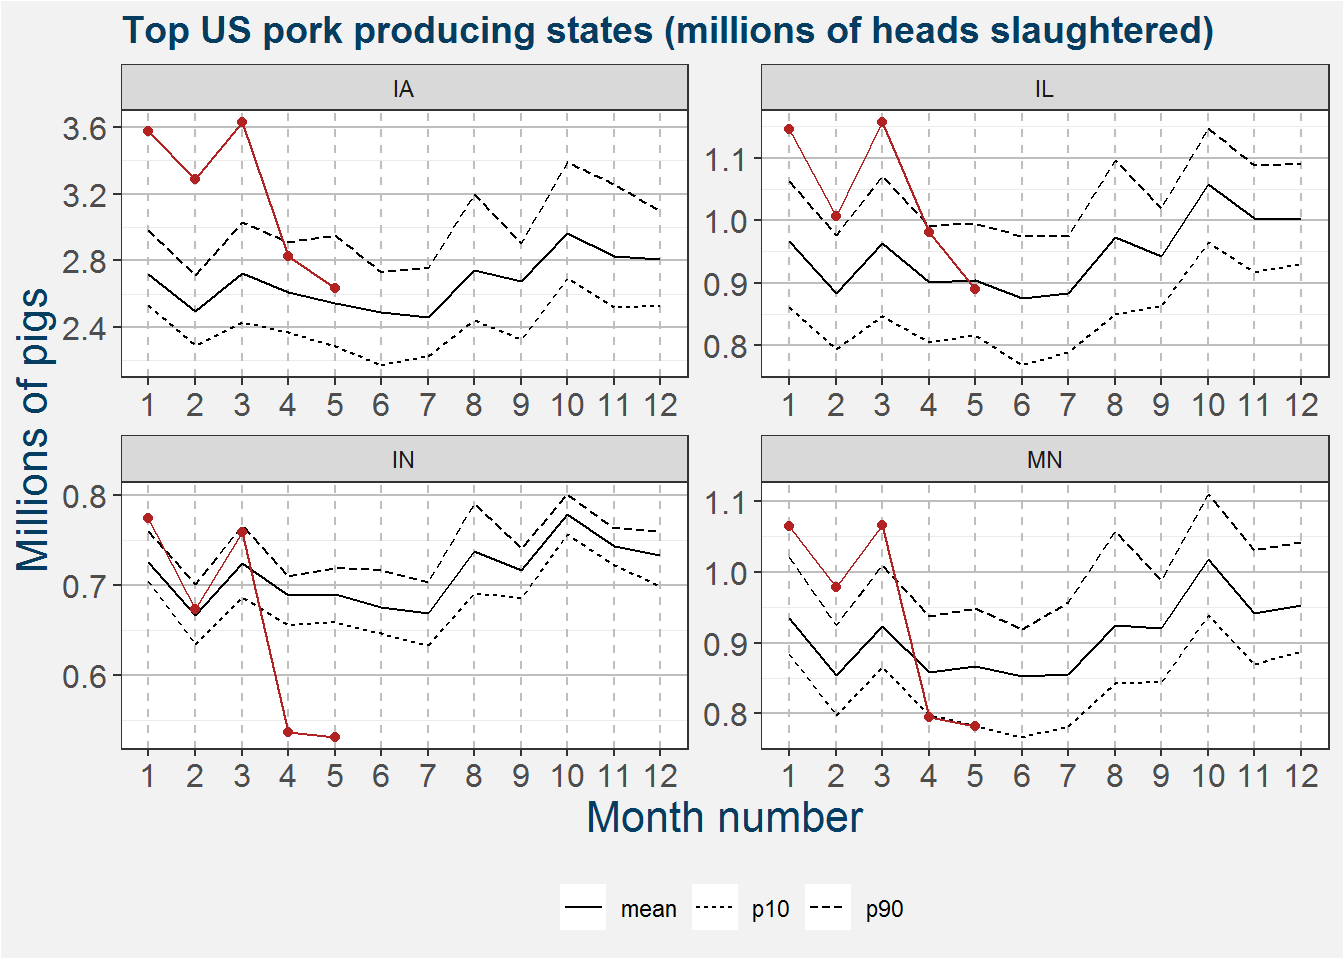 Top US pork producing states (millions of heads slaughtered)
IA
IL
3.6
3.2
2.8
2.4
1.1
1.0
0.9
0.8
1 2 3 4 5 6 7 8 9 10 11 12
1 2 3 4 5 6 7 8 9 10 11 12
Millions of pigs
IN
MN
0.8
0.7
0.6
1.1
1.0
0.9
0.8
1 2 3 4 5 6 7 8 9 10 11 12
1 2 3 4 5 6 7 8 9 10 11 12
Month number
mean p10 p90